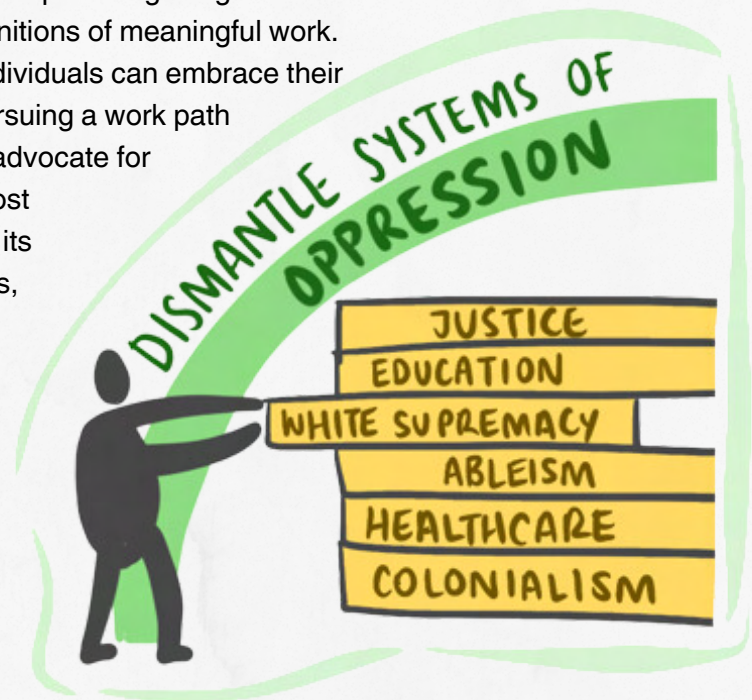 nitions of meaningful work.
dividuals can embrace their
rsuing a work path
advocate for
ost
its
s,
DISMANTLE SYSTEMS OF
OPPRESSION
JUSTICE
EDUCATION
WHITE SUPREMACY
ABLEISM
HEALTHCARE
COLONIALISM